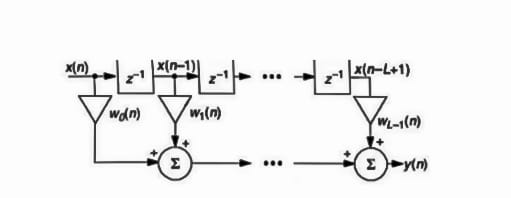 x(n) z⁻¹ x(n−1) z⁻¹ ••• z⁻¹ x(n−L+1)
w₀(n) w₁(n) w_{L−1}(n)
+ + + +
Σ ••• Σ y(n)